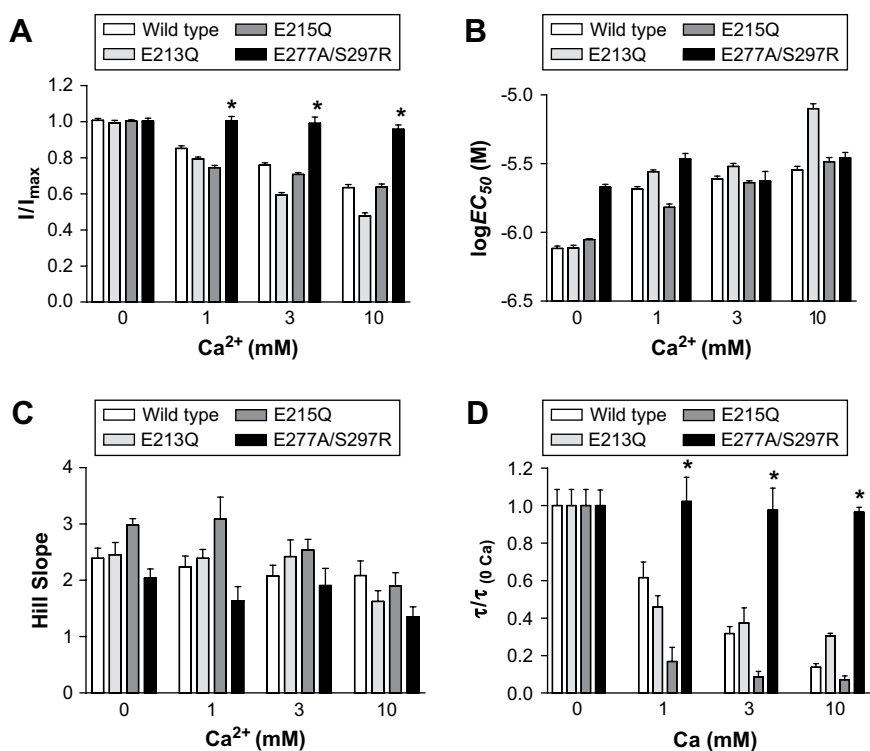 A
Wild type E215Q
E213Q E277A/S297R
I/Imax
1.2
1.0
0.8
0.6
0.4
0.2
0.0
* * *
0 1 3 10
Ca²⁺ (mM)
B
Wild type E215Q
E213Q E277A/S297R
logEC₅₀ (M)
-5.0
-5.5
-6.0
-6.5
0 1 3 10
Ca²⁺ (mM)
C
Wild type E215Q
E213Q E277A/S297R
Hill Slope
4
3
2
1
0
0 1 3 10
Ca²⁺ (mM)
D
Wild type E215Q
E213Q E277A/S297R
τ/τ (0 Ca)
1.2
1.0
0.8
0.6
0.4
0.2
0.0
* * *
0 1 3 10
Ca (mM)